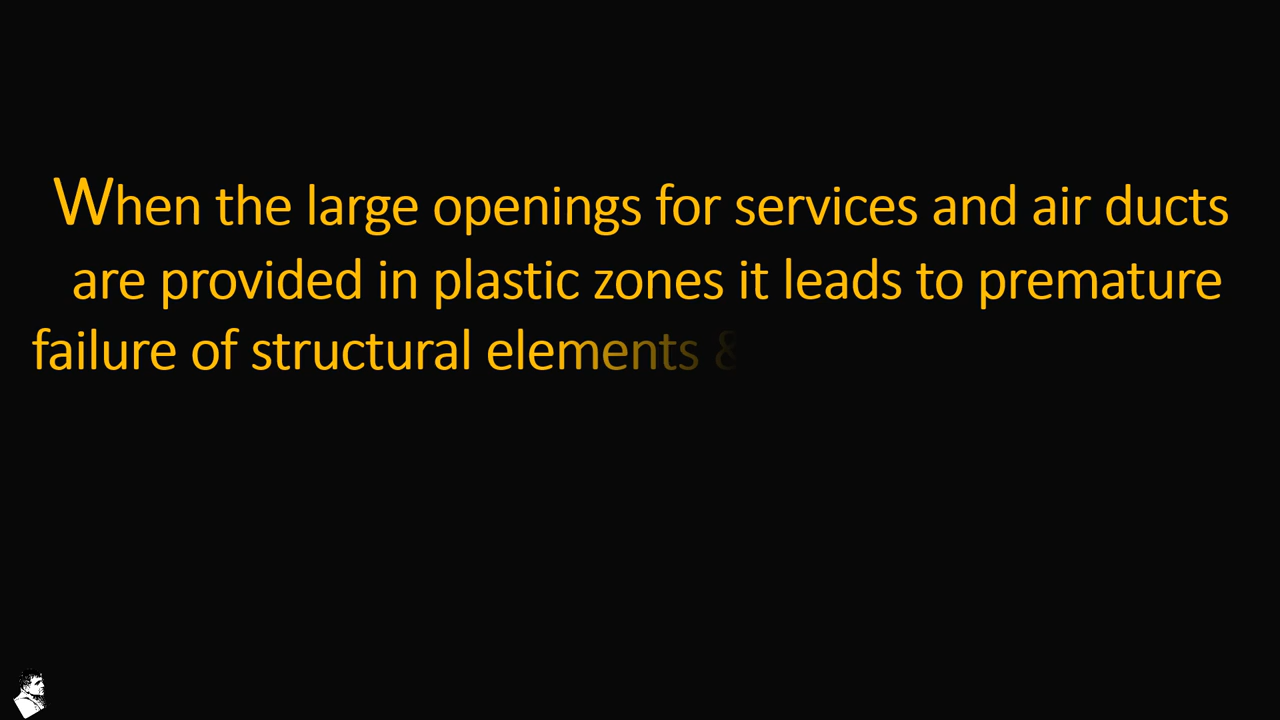 When the large openings for services and air ducts
are provided in plastic zones it leads to premature
failure of structural elements &